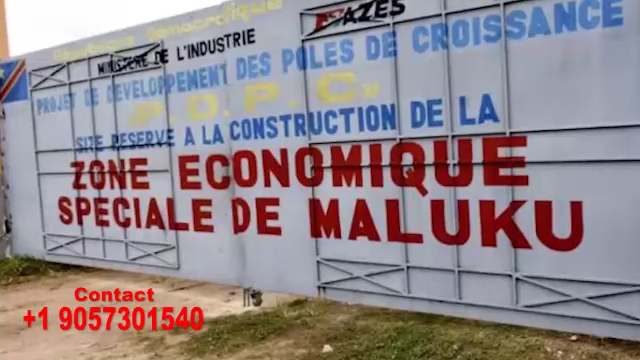 République Démocratique
AZES
MINISTERE DE L'INDUSTRIE
PROJET DE DEVELOPPEMENT DES POLES DE CROISSANCE
"P.D.P.C."
SITE RESERVE A LA CONSTRUCTION DE LA
ZONE ECONOMIQUE
SPECIALE DE MALUKU
Contact
+1 9057301540